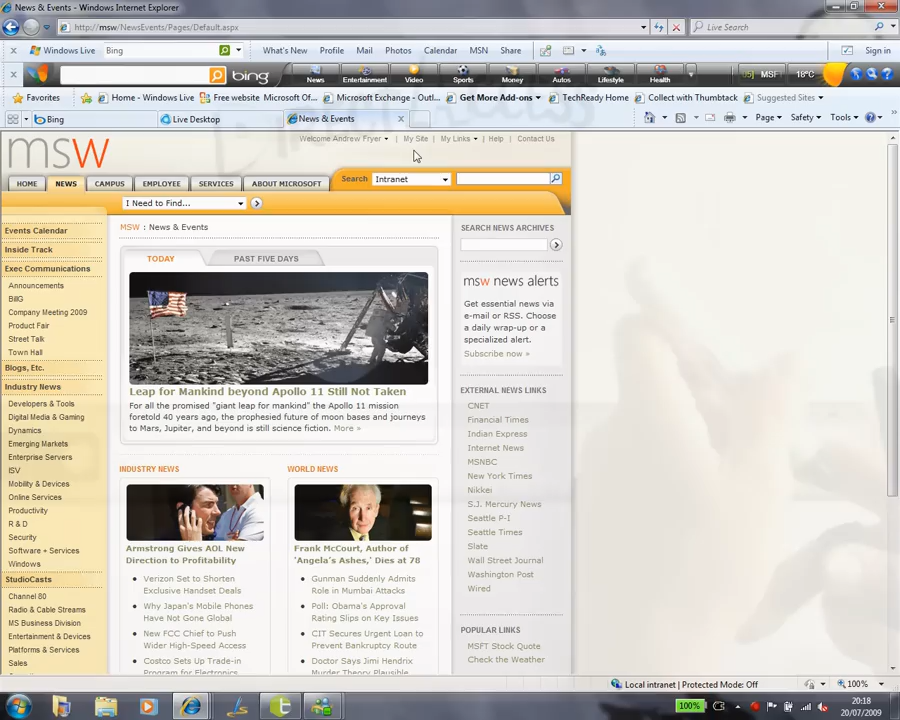 News & Events - Windows Internet Explorer
http://msw/NewsEvents/Pages/Default.aspx
Live Search
Windows Live
Bing
What's New
Profile
Mail
Photos
Calendar
MSN
Share
Sign in
bing
News
Entertainment
Video
Sports
Money
Autos
Lifestyle
Health
MSFT
18°C
Favorites
Home - Windows Live
Free website Microsoft Of...
Microsoft Exchange - Outl...
Get More Add-ons
TechReady Home
Collect with Thumbtack
Suggested Sites
Bing
Live Desktop
News & Events
Page
Safety
Tools
msw
Welcome Andrew Fryer
My Site
My Links
Help
Contact Us
HOME
NEWS
CAMPUS
EMPLOYEE
SERVICES
ABOUT MICROSOFT
Search
Intranet
I Need to Find...
Events Calendar
Inside Track
Exec Communications
Announcements
BillG
Company Meeting 2009
Product Fair
Street Talk
Town Hall
Blogs, Etc.
Industry News
Developers & Tools
Digital Media & Gaming
Dynamics
Emerging Markets
Enterprise Servers
ISV
Mobility & Devices
Online Services
Productivity
R & D
Security
Software + Services
Windows
StudioCasts
Channel 80
Radio & Cable Streams
MS Business Division
Entertainment & Devices
Platforms & Services
Sales
MSW : News & Events
TODAY
PAST FIVE DAYS
Leap for Mankind beyond Apollo 11 Still Not Taken
For all the promised "giant leap for mankind" the Apollo 11 mission
foretold 40 years ago, the prophesied future of moon bases and journeys
to Mars, Jupiter, and beyond is still science fiction. More »
INDUSTRY NEWS
Armstrong Gives AOL New
Direction to Profitability
Verizon Set to Shorten
Exclusive Handset Deals
Why Japan's Mobile Phones
Have Not Gone Global
New FCC Chief to Push
Wider High-Speed Access
Costco Sets Up Trade-in
Program for Electronics
WORLD NEWS
Frank McCourt, Author of
'Angela's Ashes,' Dies at 78
Gunman Suddenly Admits
Role in Mumbai Attacks
Poll: Obama's Approval
Rating Slips on Key Issues
CIT Secures Urgent Loan to
Prevent Bankruptcy Route
Doctor Says Jimi Hendrix
Murder Theory Plausible
SEARCH NEWS ARCHIVES
msw news alerts
Get essential news via
e-mail or RSS. Choose
a daily wrap-up or a
specialized alert.
Subscribe now »
EXTERNAL NEWS LINKS
CNET
Financial Times
Indian Express
Internet News
MSNBC
New York Times
Nikkei
S.J. Mercury News
Seattle P-I
Seattle Times
Slate
Wall Street Journal
Washington Post
Wired
POPULAR LINKS
MSFT Stock Quote
Check the Weather
Local intranet | Protected Mode: Off
100%
100%
20:18
20/07/2009